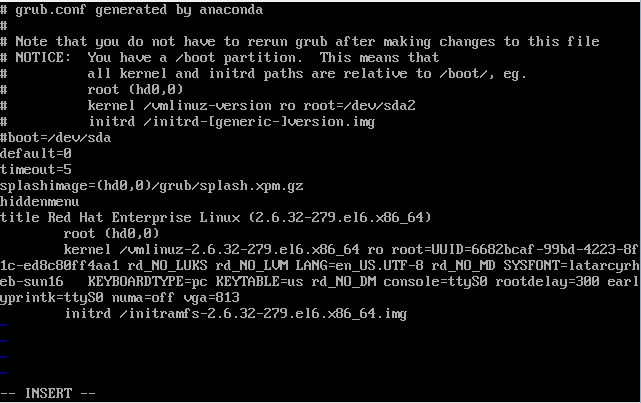 # grub.conf generated by anaconda
#
# Note that you do not have to rerun grub after making changes to this file
# NOTICE:  You have a /boot partition.  This means that
#          all kernel and initrd paths are relative to /boot/, eg.
#          root (hd0,0)
#          kernel /vmlinuz-version ro root=/dev/sda2
#          initrd /initrd-[generic-]version.img
#boot=/dev/sda
default=0
timeout=5
splashimage=(hd0,0)/grub/splash.xpm.gz
hiddenmenu
title Red Hat Enterprise Linux (2.6.32-279.el6.x86_64)
        root (hd0,0)
        kernel /vmlinuz-2.6.32-279.el6.x86_64 ro root=UUID=6682bcaf-99bd-4223-8f
1c-ed8c80ff4aa1 rd_NO_LUKS rd_NO_LVM LANG=en_US.UTF-8 rd_NO_MD SYSFONT=latarcyrh
eb-sun16   KEYBOARDTYPE=pc KEYTABLE=us rd_NO_DM console=ttyS0 rootdelay=300 earl
yprintk=ttyS0 numa=off vga=813
        initrd /initramfs-2.6.32-279.el6.x86_64.img
~
~
~
~
-- INSERT --